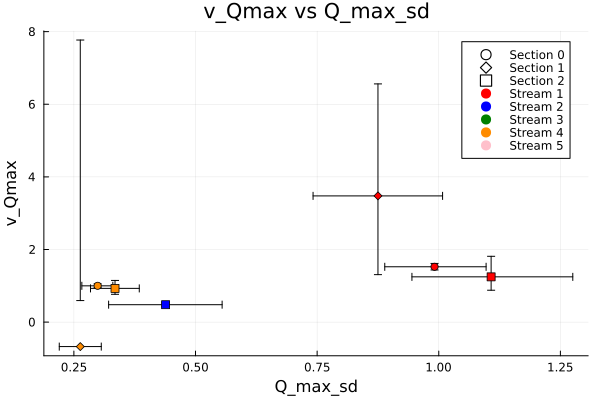 v_Qmax vs Q_max_sd
8
6
4
2
0
v_Qmax
Section 0
Section 1
Section 2
Stream 1
Stream 2
Stream 3
Stream 4
Stream 5
0.25 0.50 0.75 1.00 1.25
Q_max_sd